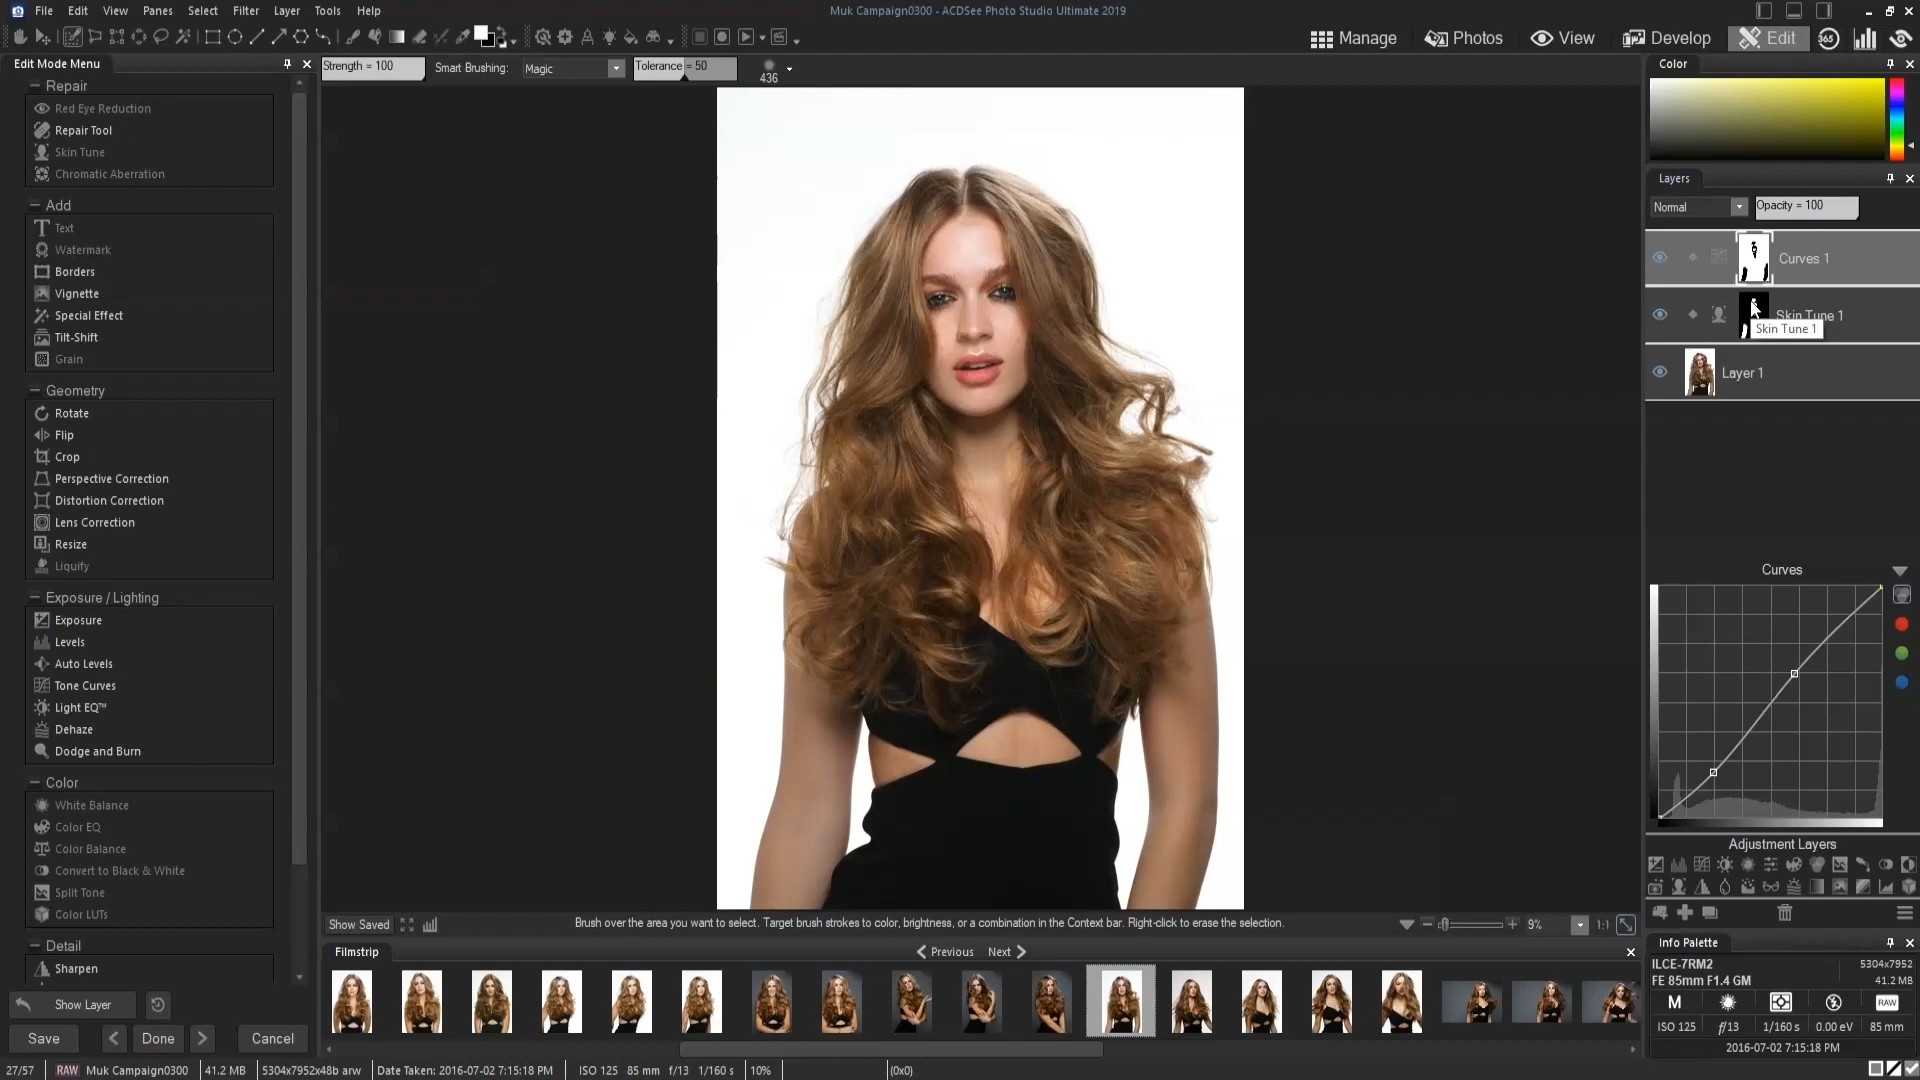 File Edit View Panes Select Filter Layer Tools Help
Muk Campaign0300 - ACDSee Photo Studio Ultimate 2019
Manage Photos View Develop Edit 365
Edit Mode Menu
Strength = 100 Smart Brushing: Magic Tolerance = 50 436
Repair
Red Eye Reduction
Repair Tool
Skin Tune
Chromatic Aberration
Add
Text
Watermark
Borders
Vignette
Special Effect
Tilt-Shift
Grain
Geometry
Rotate
Flip
Crop
Perspective Correction
Distortion Correction
Lens Correction
Resize
Liquify
Exposure / Lighting
Exposure
Levels
Auto Levels
Tone Curves
Light EQ™
Dehaze
Dodge and Burn
Color
White Balance
Color EQ
Color Balance
Convert to Black & White
Split Tone
Color LUTs
Detail
Sharpen
Show Layer
Save Done Cancel
Color
Layers
Normal Opacity = 100
Curves 1
Skin Tune 1
Skin Tune 1
Layer 1
Curves
Adjustment Layers
Show Saved Brush over the area you want to select. Target brush strokes to color, brightness, or a combination in the Context bar. Right-click to erase the selection. 9% 1:1
Filmstrip Previous Next
Info Palette
ILCE-7RM2 5304x7952
FE 85mm F1.4 GM 41.2 MB
M RAW
ISO 125 f/13 1/160 s 0.00 eV 85 mm
2016-07-02 7:15:18 PM
27/57 RAW Muk Campaign0300 41.2 MB 5304x7952x48b arw Date Taken: 2016-07-02 7:15:18 PM ISO 125 85 mm f/13 1/160 s 10% (0x0)